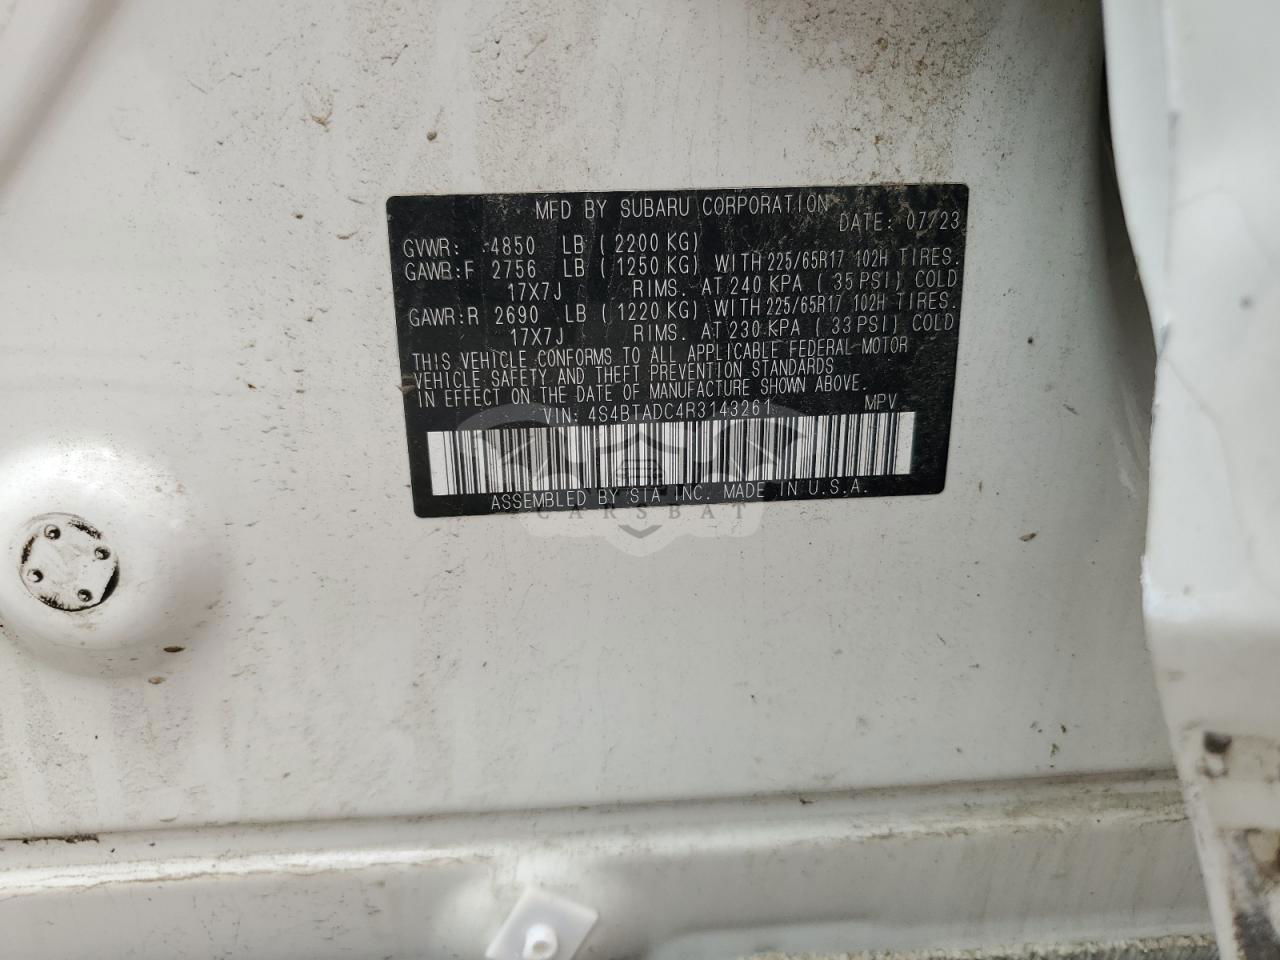 MFD BY SUBARU CORPORATION
DATE: 07/23
GVWR: 4850 LB ( 2200 KG)
GAWR:F 2756 LB ( 1250 KG) WITH 225/65R17 102H TIRES.
17X7J RIMS. AT 240 KPA ( 35 PSI) COLD
GAWR:R 2690 LB ( 1220 KG) WITH 225/65R17 102H TIRES.
17X7J RIMS. AT 230 KPA ( 33 PSI) COLD
THIS VEHICLE CONFORMS TO ALL APPLICABLE FEDERAL MOTOR
VEHICLE SAFETY AND THEFT PREVENTION STANDARDS
IN EFFECT ON THE DATE OF MANUFACTURE SHOWN ABOVE.
VIN: 4S4BTADC4R3143261 MPV
ASSEMBLED BY SIA INC. MADE IN U.S.A.
CARSBAT